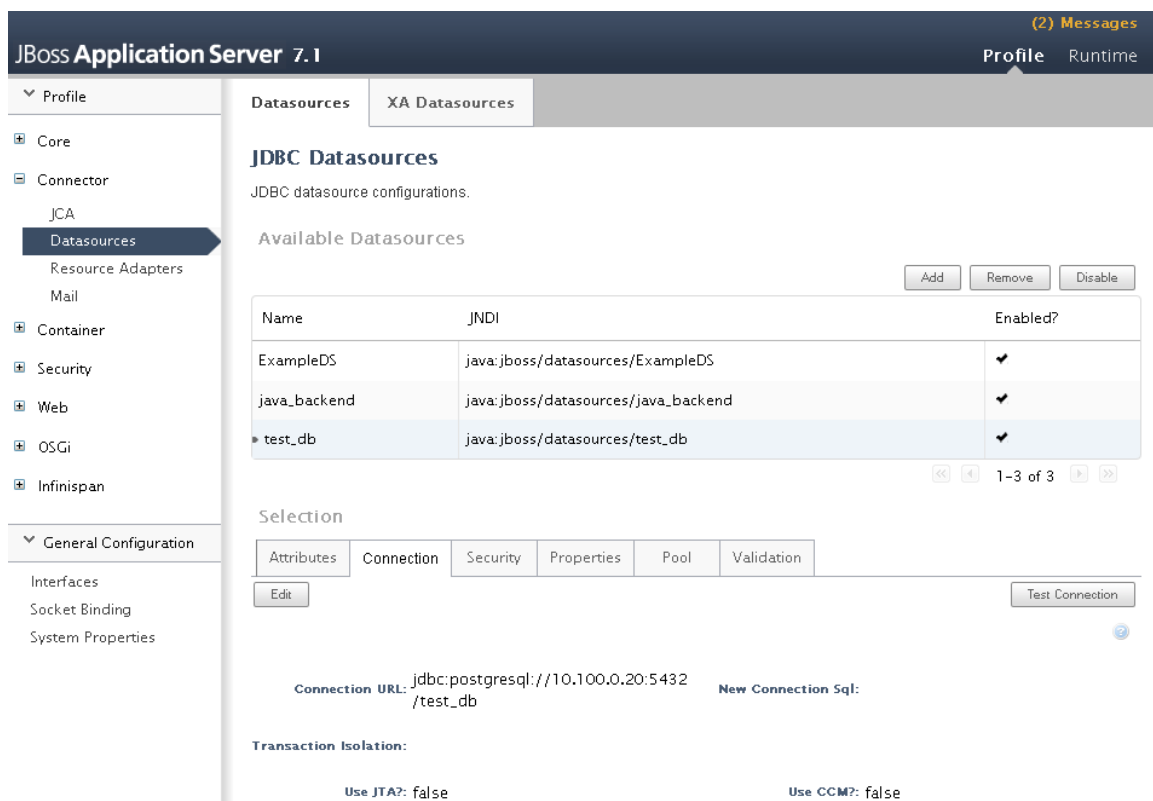 (2) Messages
JBoss Application Server 7.1
Profile Runtime
Profile
Core
Connector
JCA
Datasources
Resource Adapters
Mail
Container
Security
Web
OSGi
Infinispan
General Configuration
Interfaces
Socket Binding
System Properties
Datasources XA Datasources
JDBC Datasources
JDBC datasource configurations.
Available Datasources
Add Remove Disable
Name JNDI Enabled?
ExampleDS java:jboss/datasources/ExampleDS
java_backend java:jboss/datasources/java_backend
test_db java:jboss/datasources/test_db
1-3 of 3
Selection
Attributes Connection Security Properties Pool Validation
Edit Test Connection
Connection URL: jdbc:postgresql://10.100.0.20:5432
/test_db
New Connection Sql:
Transaction Isolation:
Use JTA?: false Use CCM?: false